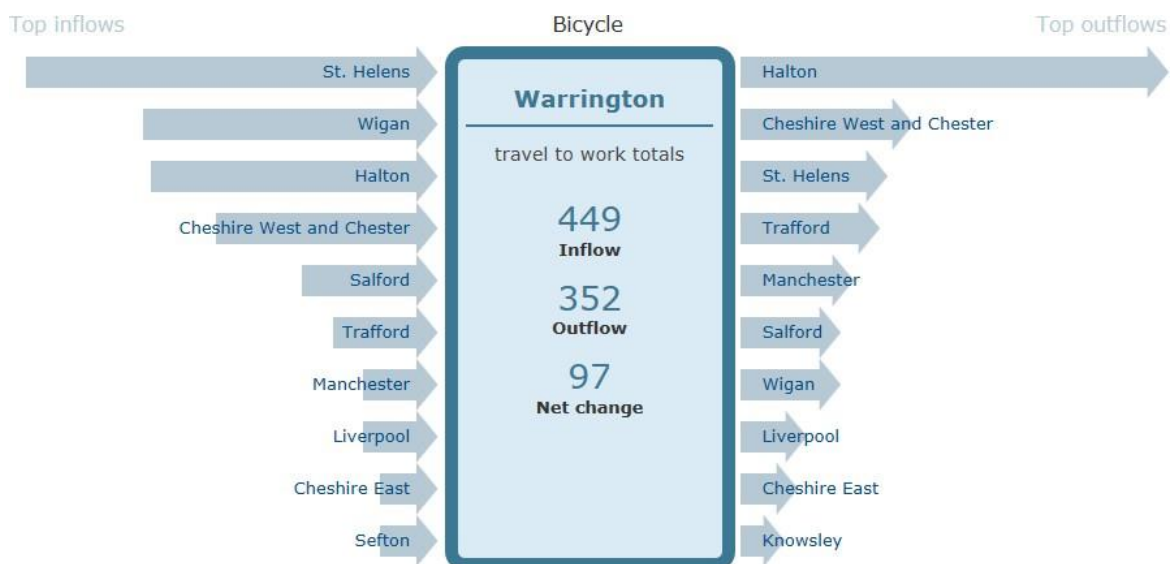 Top inflows
Bicycle
Top outflows
St. Helens
Wigan
Halton
Cheshire West and Chester
Salford
Trafford
Manchester
Liverpool
Cheshire East
Sefton
Warrington
travel to work totals
449
Inflow
352
Outflow
97
Net change
Halton
Cheshire West and Chester
St. Helens
Trafford
Manchester
Salford
Wigan
Liverpool
Cheshire East
Knowsley